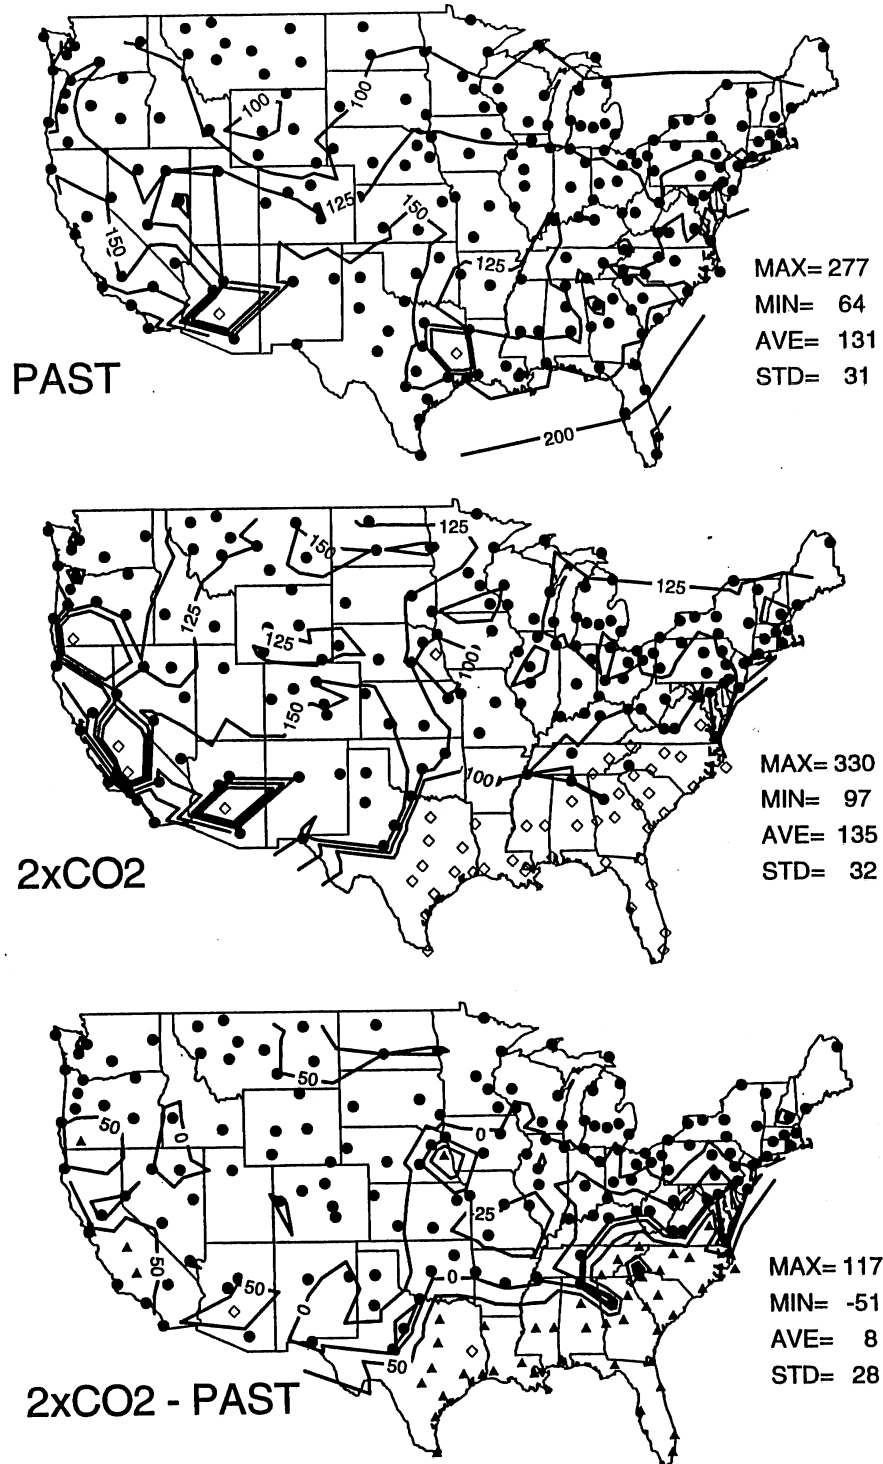 100
100
125
150
150
125
200
PAST
MAX= 277
MIN= 64
AVE= 131
STD= 31
125
150
125
125
125
100
150
100
2xCO2
MAX= 330
MIN= 97
AVE= 135
STD= 32
50
50
0
0
-25
50
50
0
0
50
2xCO2 - PAST
MAX= 117
MIN= -51
AVE= 8
STD= 28